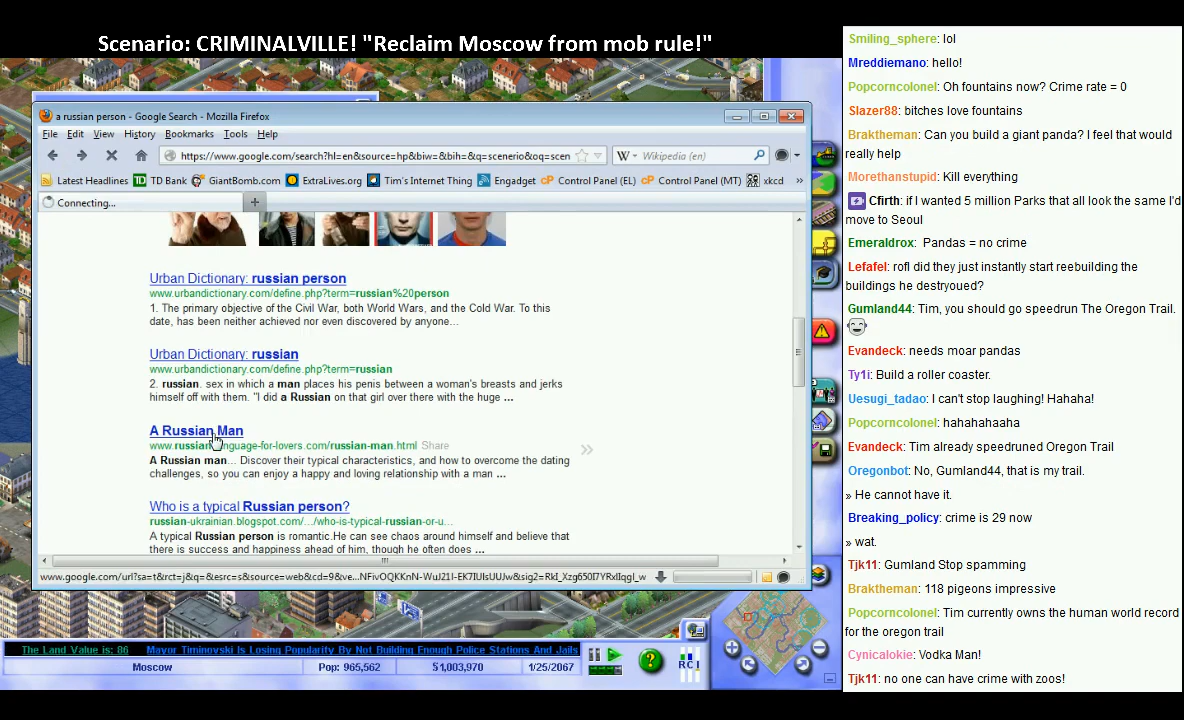 Scenario: CRIMINALVILLE! "Reclaim Moscow from mob rule!"
a russian person - Google Search - Mozilla Firefox
File Edit View History Bookmarks Tools Help
https://www.google.com/search?hl=en&source=hp&biw=&bih=&q=scenerio&oq=scen
W Wikipedia (en)
Latest Headlines TD TD Bank GiantBomb.com ExtraLives.org Tim's Internet Thing Engadget cP Control Panel (EL) cP Control Panel (MT) xkcd »
Connecting...
Urban Dictionary: russian person
www.urbandictionary.com/define.php?term=russian%20person
1. The primary objective of the Civil War, both World Wars, and the Cold War. To this
date, has been neither achieved nor even discovered by anyone...
Urban Dictionary: russian
www.urbandictionary.com/define.php?term=russian
2. russian. sex in which a man places his penis between a woman's breasts and jerks
himself off with them. "I did a Russian on that girl over there with the huge ...
A Russian Man
www.russian
nguage-for-lovers.com/russian-man.html Share
A Russian man... Discover their typical characteristics, and how to overcome the dating
challenges, so you can enjoy a happy and loving relationship with a man ...
Who is a typical Russian person?
russian-ukrainian.blogspot.com/.../who-is-typical-russian-or-u...
A typical Russian person is romantic.He can see chaos around himself and believe that
there is success and happiness ahead of him, though he often does ...
The Land Value is: 86 Mayor Timinovski Is Losing Popularity By Not Building Enough Police Stations And Jails
Moscow Pop: 965,562 $1,003,970 1/25/2067
R C I
Smiling_sphere: lol
Mreddiemano: hello!
Popcorncolonel: Oh fountains now? Crime rate = 0
Slazer88: bitches love fountains
Braktheman: Can you build a giant panda? I feel that would
really help
Morethanstupid: Kill everything
Cfirth: if I wanted 5 million Parks that all look the same I'd
move to Seoul
Emeraldrox: Pandas = no crime
Lefafel: rofl did they just instantly start reebuilding the
buildings he destryoued?
Gumland44: Tim, you should go speedrun The Oregon Trail.
Evandeck: needs moar pandas
Ty1i: Build a roller coaster.
Uesugi_tadao: I can't stop laughing! Hahaha!
Popcorncolonel: hahahahaaha
Evandeck: Tim already speedruned Oregon Trail
Oregonbot: No, Gumland44, that is my trail.
» He cannot have it.
Breaking_policy: crime is 29 now
» wat.
Tjk11: Gumland Stop spamming
Braktheman: 118 pigeons impressive
Popcorncolonel: Tim currently owns the human world record
for the oregon trail
Cynicalokie: Vodka Man!
Tjk11: no one can have crime with zoos!